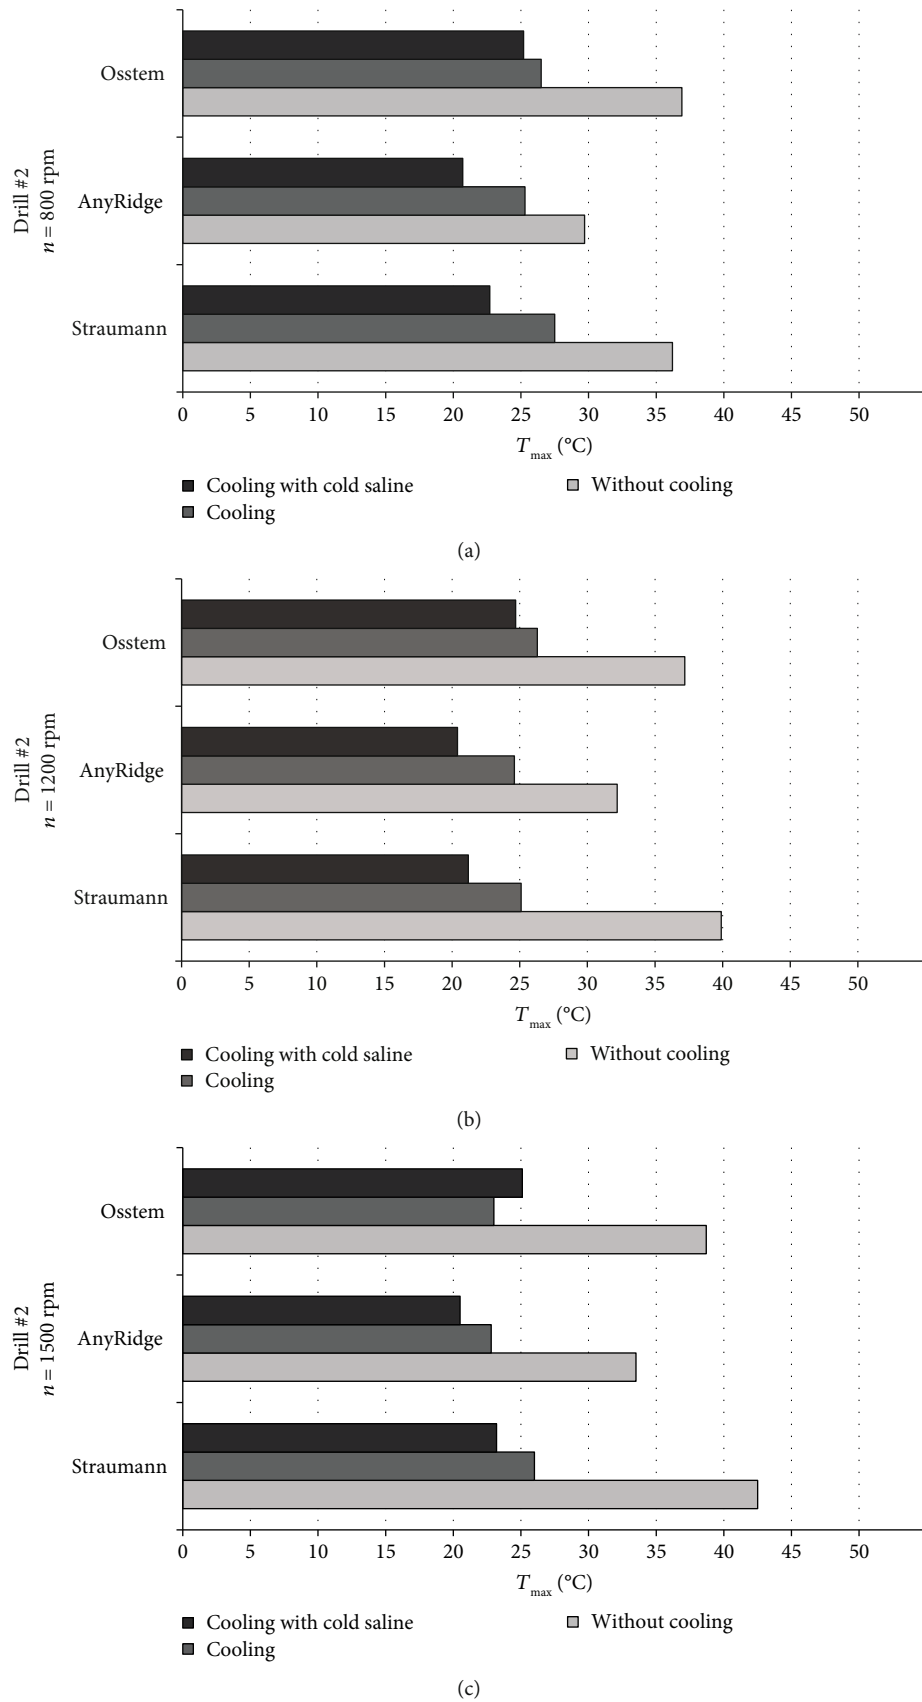 Osstem
AnyRidge
Straumann
Drill #2
n = 800 rpm
0 5 10 15 20 25 30 35 40 45 50
Tmax (°C)
Cooling with cold saline
Without cooling
Cooling
(a)
Osstem
AnyRidge
Straumann
Drill #2
n = 1200 rpm
0 5 10 15 20 25 30 35 40 45 50
Tmax (°C)
Cooling with cold saline
Without cooling
Cooling
(b)
Osstem
AnyRidge
Straumann
Drill #2
n = 1500 rpm
0 5 10 15 20 25 30 35 40 45 50
Tmax (°C)
Cooling with cold saline
Without cooling
Cooling
(c)